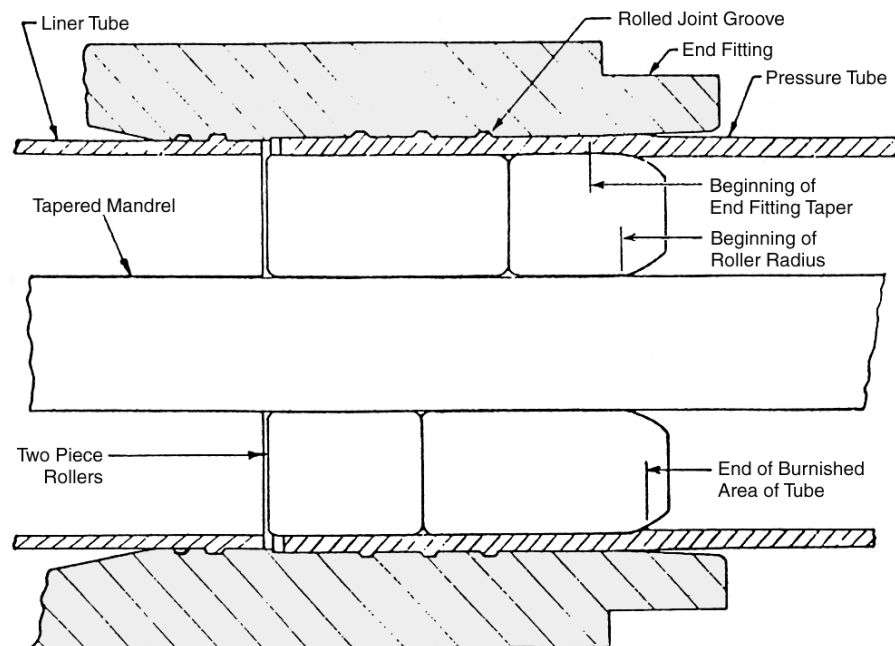 Liner Tube
Rolled Joint Groove
End Fitting
Pressure Tube
Tapered Mandrel
Beginning of
End Fitting Taper
Beginning of
Roller Radius
Two Piece
Rollers
End of Burnished
Area of Tube